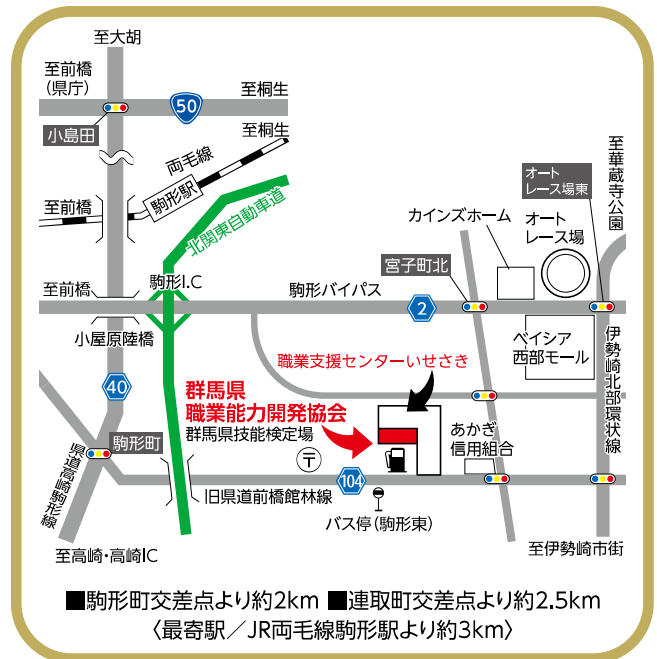 至大胡
至前橋
(県庁)
至桐生
50
小島田
至桐生
両毛線
駒形駅
至前橋
北関東自動車道
至華蔵寺公園
オート
レース場東
カインズホーム
オート
レース場
宮子町北
駒形I.C
至前橋
駒形バイパス
2
小屋原陸橋
ベイシア
西部モール
伊勢崎北部環状線
職業支援センターいせさき
40
群馬県
職業能力開発協会
群馬県技能検定場
あかぎ
信用組合
駒形町
〒
県道高崎駒形線
104
旧県道前橋館林線
バス停(駒形東)
至高崎・高崎IC
至伊勢崎市街
■駒形町交差点より約2km ■連取町交差点より約2.5km
〈最寄駅/JR両毛線駒形駅より約3km〉